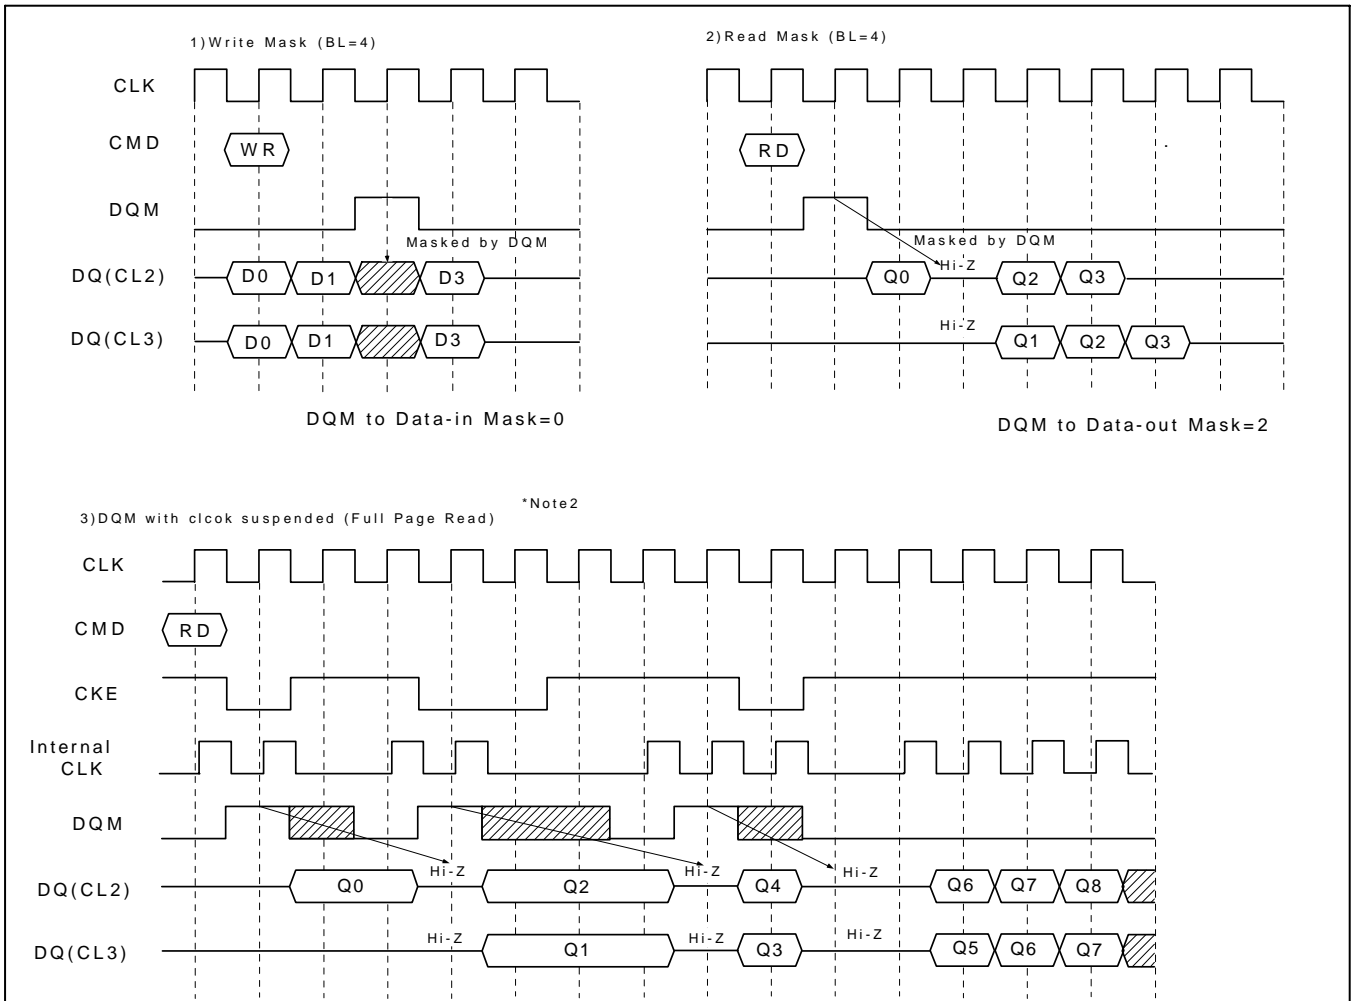 1)Write Mask (BL=4)
2)Read Mask (BL=4)
CLK
CMD
WR
RD
DQM
Masked by DQM
Masked by DQM
DQ(CL2)
D0 D1 D3
Hi-Z
Q0 Q2 Q3
DQ(CL3)
D0 D1 D3
Hi-Z
Q1 Q2 Q3
DQM to Data-in Mask=0
DQM to Data-out Mask=2
*Note2
3)DQM with clcok suspended (Full Page Read)
CLK
CMD
RD
CKE
Internal
CLK
DQM
Hi-Z Hi-Z Hi-Z
DQ(CL2)
Q0 Q2 Q4 Q6 Q7 Q8
Hi-Z Hi-Z Hi-Z
DQ(CL3)
Q1 Q3 Q5 Q6 Q7